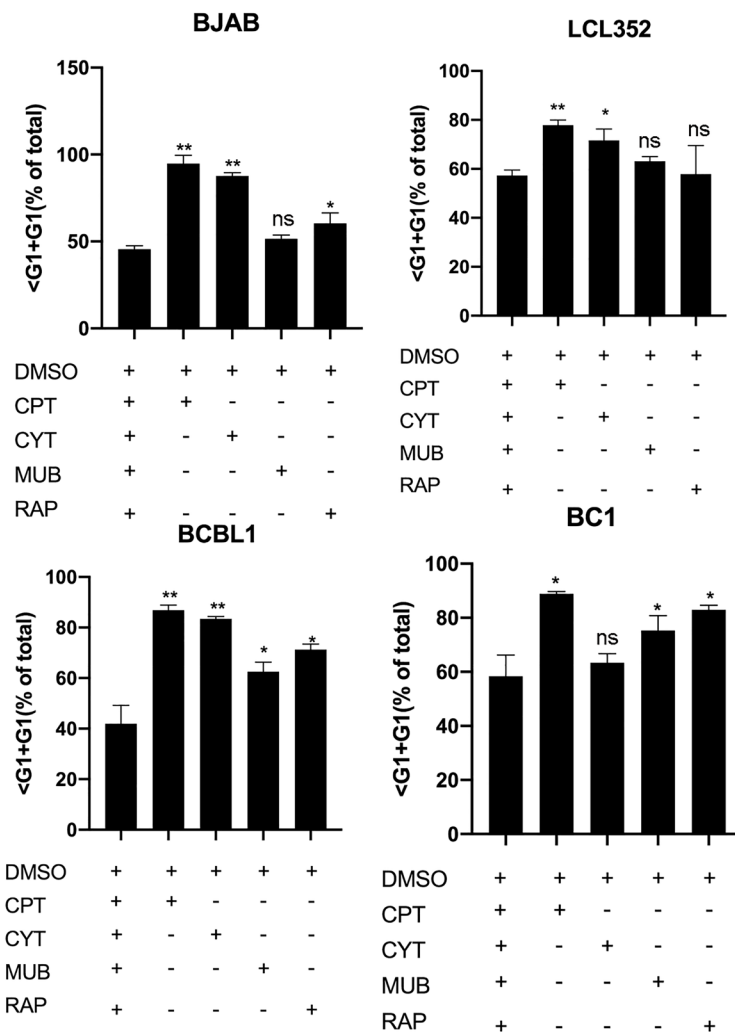 BJAB
<G1+G1(% of total)
150
100
50
0
** ** ns *
DMSO + + + + +
CPT + + - - -
CYT + - + - -
MUB + - - + -
RAP + - - - +
LCL352
<G1+G1(% of total)
100
80
60
40
20
0
** * ns ns
DMSO + + + + +
CPT + + - - -
CYT + - + - -
MUB + - - + -
RAP + - - - +
BCBL1
<G1+G1(% of total)
100
80
60
40
20
0
** ** * *
DMSO + + + + +
CPT + + - - -
CYT + - + - -
MUB + - - + -
RAP + - - - +
BC1
<G1+G1(% of total)
100
80
60
40
20
0
* ns * *
DMSO + + + + +
CPT + + - - -
CYT + - + - -
MUB + - - + -
RAP + - - - +